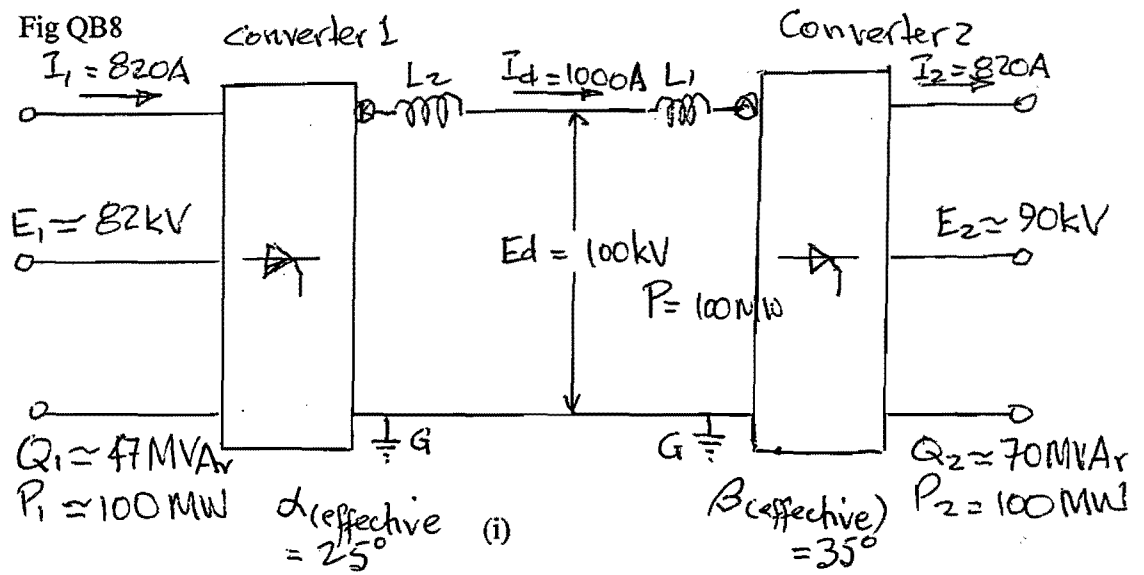 Fig QB8
Converter 1
Converter 2
I₁ = 820A
L₂
I_d = 1000A
L₁
I₂ = 820A
E₁ ≃ 82kV
Ed = 100kV
P = 100MW
E₂ ≃ 90kV
G
G
Q₁ ≃ 47MVAr
P₁ ≃ 100MW
α(effective
= 25°
(i)
β(effective)
= 35°
Q₂ ≃ 70MVAr
P₂ = 100MW